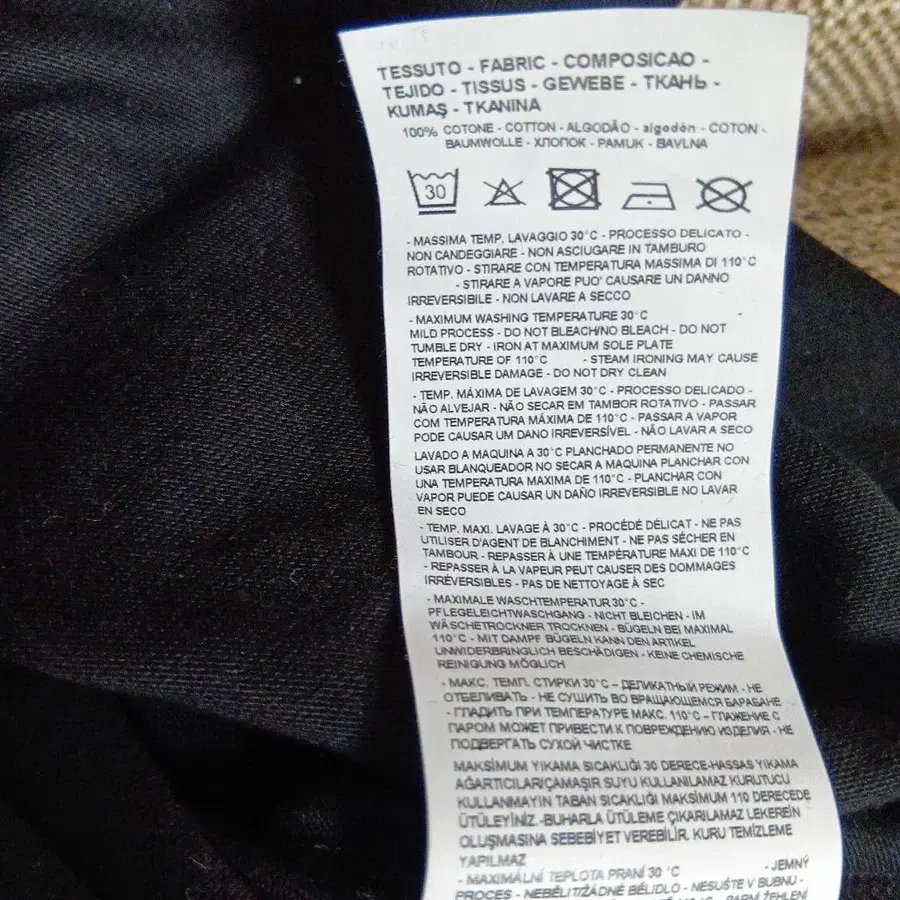 TESSUTO - FABRIC - COMPOSICAO -
TEJIDO - TISSUS - GEWEBE - ТКАНЬ -
KUMAŞ - TKANINA
100% COTONE - COTTON - ALGODÃO - algodòn - COTON -
BAUMWOLLE - ХЛОПОК - PAMUK - BAVLNA
30
- MASSIMA TEMP. LAVAGGIO 30°C - PROCESSO DELICATO -
NON CANDEGGIARE - NON ASCIUGARE IN TAMBURO
ROTATIVO - STIRARE CON TEMPERATURA MASSIMA DI 110°C
- STIRARE A VAPORE PUO' CAUSARE UN DANNO
IRREVERSIBILE - NON LAVARE A SECCO
- MAXIMUM WASHING TEMPERATURE 30°C -
MILD PROCESS - DO NOT BLEACH/NO BLEACH - DO NOT
TUMBLE DRY - IRON AT MAXIMUM SOLE PLATE
TEMPERATURE OF 110°C - STEAM IRONING MAY CAUSE
IRREVERSIBLE DAMAGE - DO NOT DRY CLEAN
- TEMP. MÁXIMA DE LAVAGEM 30°C - PROCESSO DELICADO -
NÃO ALVEJAR - NÃO SECAR EM TAMBOR ROTATIVO - PASSAR
COM TEMPERATURA MÁXIMA DE 110°C - PASSAR A VAPOR
PODE CAUSAR UM DANO IRREVERSÍVEL - NÃO LAVAR A SECO
LAVADO A MAQUINA A 30°C PLANCHADO PERMANENTE NO
USAR BLANQUEADOR NO SECAR A MAQUINA PLANCHAR CON
UNA TEMPERATURA MAXIMA DE 110°C - PLANCHAR CON
VAPOR PUEDE CAUSAR UN DAÑO IRREVERSIBLE NO LAVAR
EN SECO
- TEMP. MAXI. LAVAGE À 30°C - PROCÉDÉ DÉLICAT - NE PAS
UTILISER D'AGENT DE BLANCHIMENT - NE PAS SÉCHER EN
TAMBOUR - REPASSER À UNE TEMPÉRATURE MAXI DE 110°C
- REPASSER À LA VAPEUR PEUT CAUSER DES DOMMAGES
IRRÉVERSIBLES - PAS DE NETTOYAGE À SEC
- MAXIMALE WASCHTEMPERATUR 30°C -
PFLEGELEICHTWASCHGANG - NICHT BLEICHEN - IM
WÄSCHETROCKNER TROCKNEN - BÜGELN BEI MAXIMAL
110°C - MIT DAMPF BÜGELN KANN DEN ARTIKEL
UNWIDERBRINGLICH BESCHÄDIGEN - KEINE CHEMISCHE
REINIGUNG MÖGLICH
- МАКС. ТЕМП. СТИРКИ 30°C – ДЕЛИКАТНЫЙ РЕЖИМ - НЕ
ОТБЕЛИВАТЬ - НЕ СУШИТЬ ВО ВРАЩАЮЩЕМСЯ БАРАБАНЕ
- ГЛАДИТЬ ПРИ ТЕМПЕРАТУРЕ МАКС. 110°C – ГЛАЖЕНИЕ С
ПАРОМ МОЖЕТ ПРИВЕСТИ К ПОВРЕЖДЕНИЮ ИЗДЕЛИЯ - НЕ
ПОДВЕРГАТЬ СУХОЙ ЧИСТКЕ
MAKSİMUM YIKAMA SICAKLIĞI 30 DERECE-HASSAS YIKAMA
AĞARTICILAR/ÇAMAŞIR SUYU KULLANILAMAZ KURUTUCU
KULLANMAYIN TABAN SICAKLIĞI MAKSİMUM 110 DERECEDE
ÜTÜLEYİNİZ.-BUHARLA ÜTÜLEME ÇIKARILAMAZ LEKEREİN
OLUŞMASINA SEBEBİYET VEREBİLİR. KURU TEMİZLEME
YAPILMAZ
- MAXIMÁLNÍ TEPLOTA PRANÍ 30°C - JEMNÝ
PROCES - NEBĚLIT/ŽÁDNÉ BĚLIDLO - NESUŠTE V BUBNU -